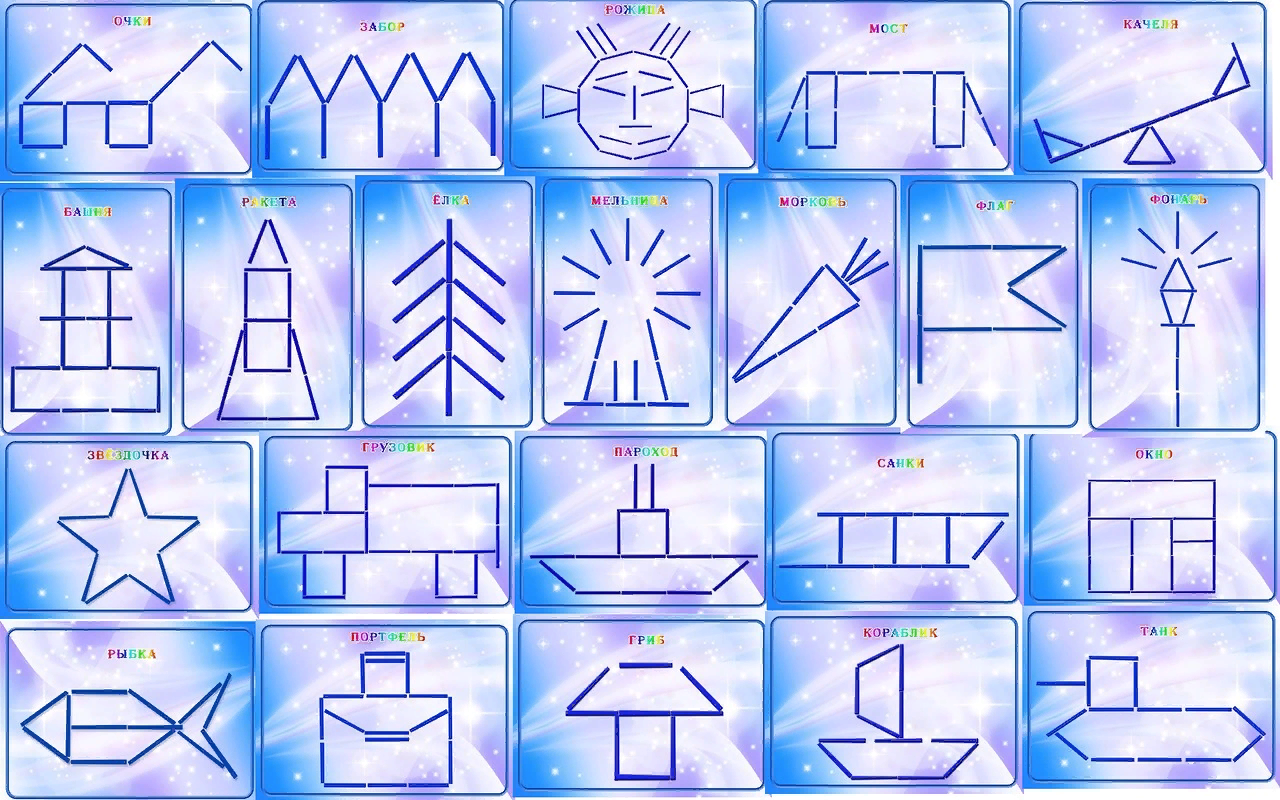 ОЧКИ
ЗАБОР
РОЖИЦА
МОСТ
КАЧЕЛЯ
БАШНЯ
РАКЕТА
ЁЛКА
МЕЛЬНИЦА
МОРКОВЬ
ФЛАГ
ФОНАРЬ
ЗВЁЗДОЧКА
ГРУЗОВИК
ПАРОХОД
САНКИ
ОКНО
РЫБКА
ПОРТФЕЛЬ
ГРИБ
КОРАБЛИК
ТАНК